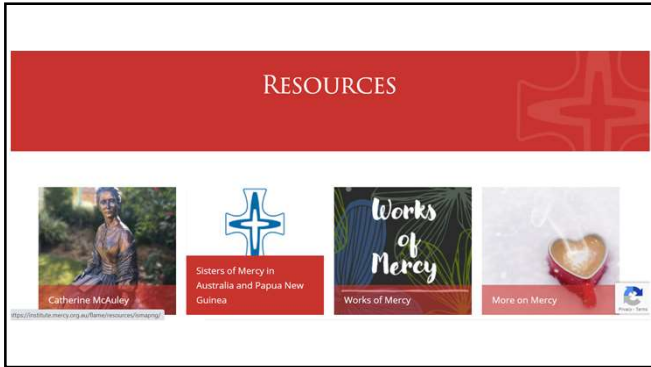 RESOURCES
Works
of
Mercy
Catherine McAuley
Sisters of Mercy in
Australia and Papua New
Guinea
Works of Mercy
More on Mercy
ttps://institute.mercy.org.au/flame/resources/ismapng/
Privacy - Terms